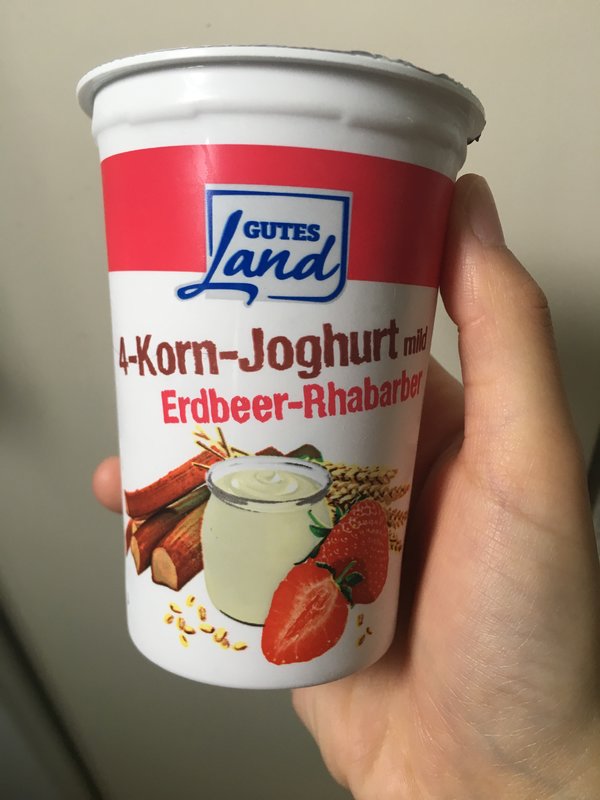 GUTES
Land
4-Korn-Joghurt mild
Erdbeer-Rhabarber